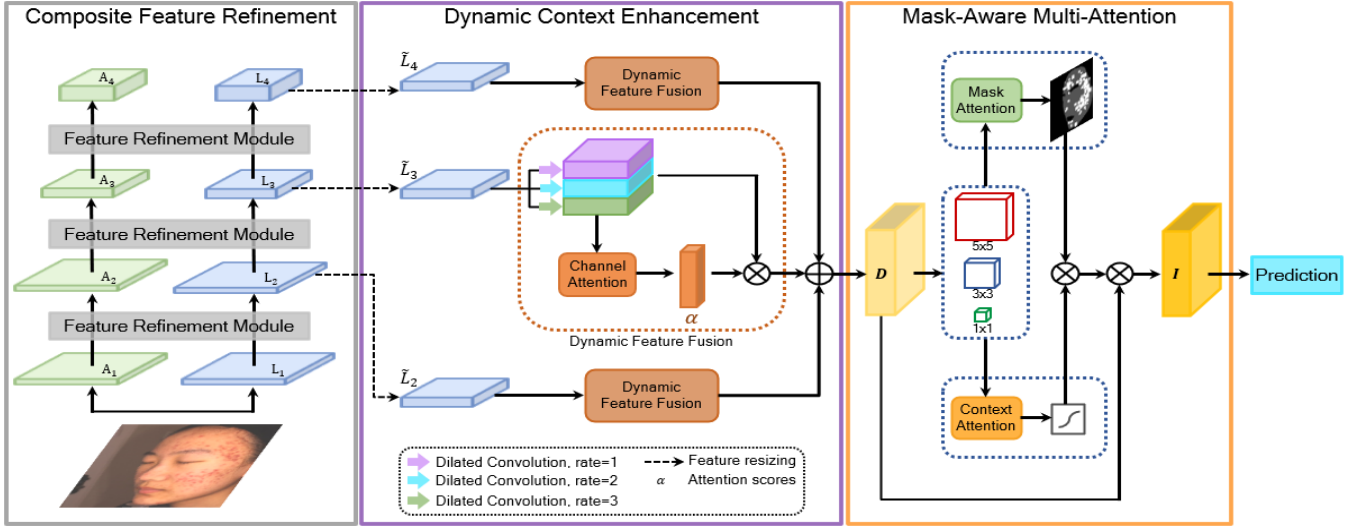 Composite Feature Refinement
A₄
L₄
Feature Refinement Module
A₃
L₃
Feature Refinement Module
A₂
L₂
Feature Refinement Module
A₁
L₁
Dynamic Context Enhancement
L̃₄
Dynamic
Feature Fusion
L̃₃
Channel
Attention
α
Dynamic Feature Fusion
L̃₂
Dynamic
Feature Fusion
Dilated Convolution, rate=1
Dilated Convolution, rate=2
Dilated Convolution, rate=3
Feature resizing
α Attention scores
Mask-Aware Multi-Attention
Mask
Attention
D
5x5
3x3
1x1
Context
Attention
I
Prediction